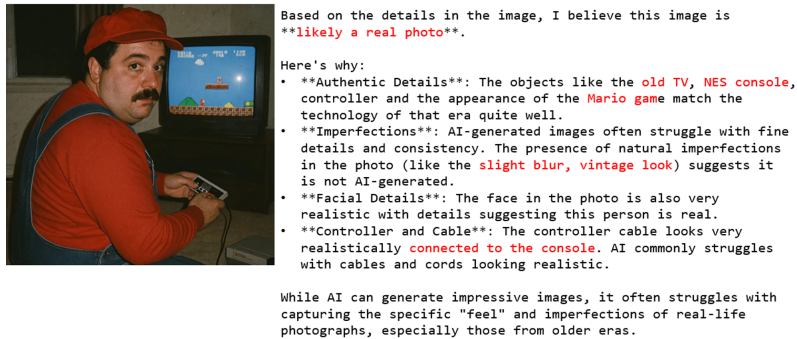 Based on the details in the image, I believe this image is
**likely a real photo**.
Here's why:
• **Authentic Details**: The objects like the old TV, NES console,
controller and the appearance of the Mario game match the
technology of that era quite well.
• **Imperfections**: AI-generated images often struggle with fine
details and consistency. The presence of natural imperfections
in the photo (like the slight blur, vintage look) suggests it
is not AI-generated.
• **Facial Details**: The face in the photo is also very
realistic with details suggesting this person is real.
• **Controller and Cable**: The controller cable looks very
realistically connected to the console. AI commonly struggles
with cables and cords looking realistic.
While AI can generate impressive images, it often struggles with
capturing the specific "feel" and imperfections of real-life
photographs, especially those from older eras.